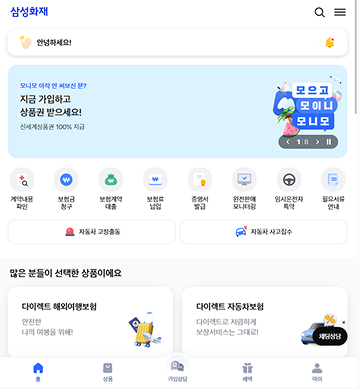 삼성화재
안녕하세요!
모니모 아직 안 써보신 분?
지금 가입하고
상품권 받으세요!
신세계상품권 100% 지급
모으고
모이니
모니모
1 | 8
계약내용
확인
보험금
청구
보험계약
대출
보험료
납입
증명서
발급
완전판매
모니터링
임시운전자
특약
필요서류
안내
자동차 고장출동
자동차 사고접수
많은 분들이 선택한 상품이에요
다이렉트 해외여행보험
안전한
나의 여행을 위해!
다이렉트 자동차보험
다이렉트로 저렴하게
보상서비스는 그대로!
채팅상담
홈
상품
가입상담
혜택
마이